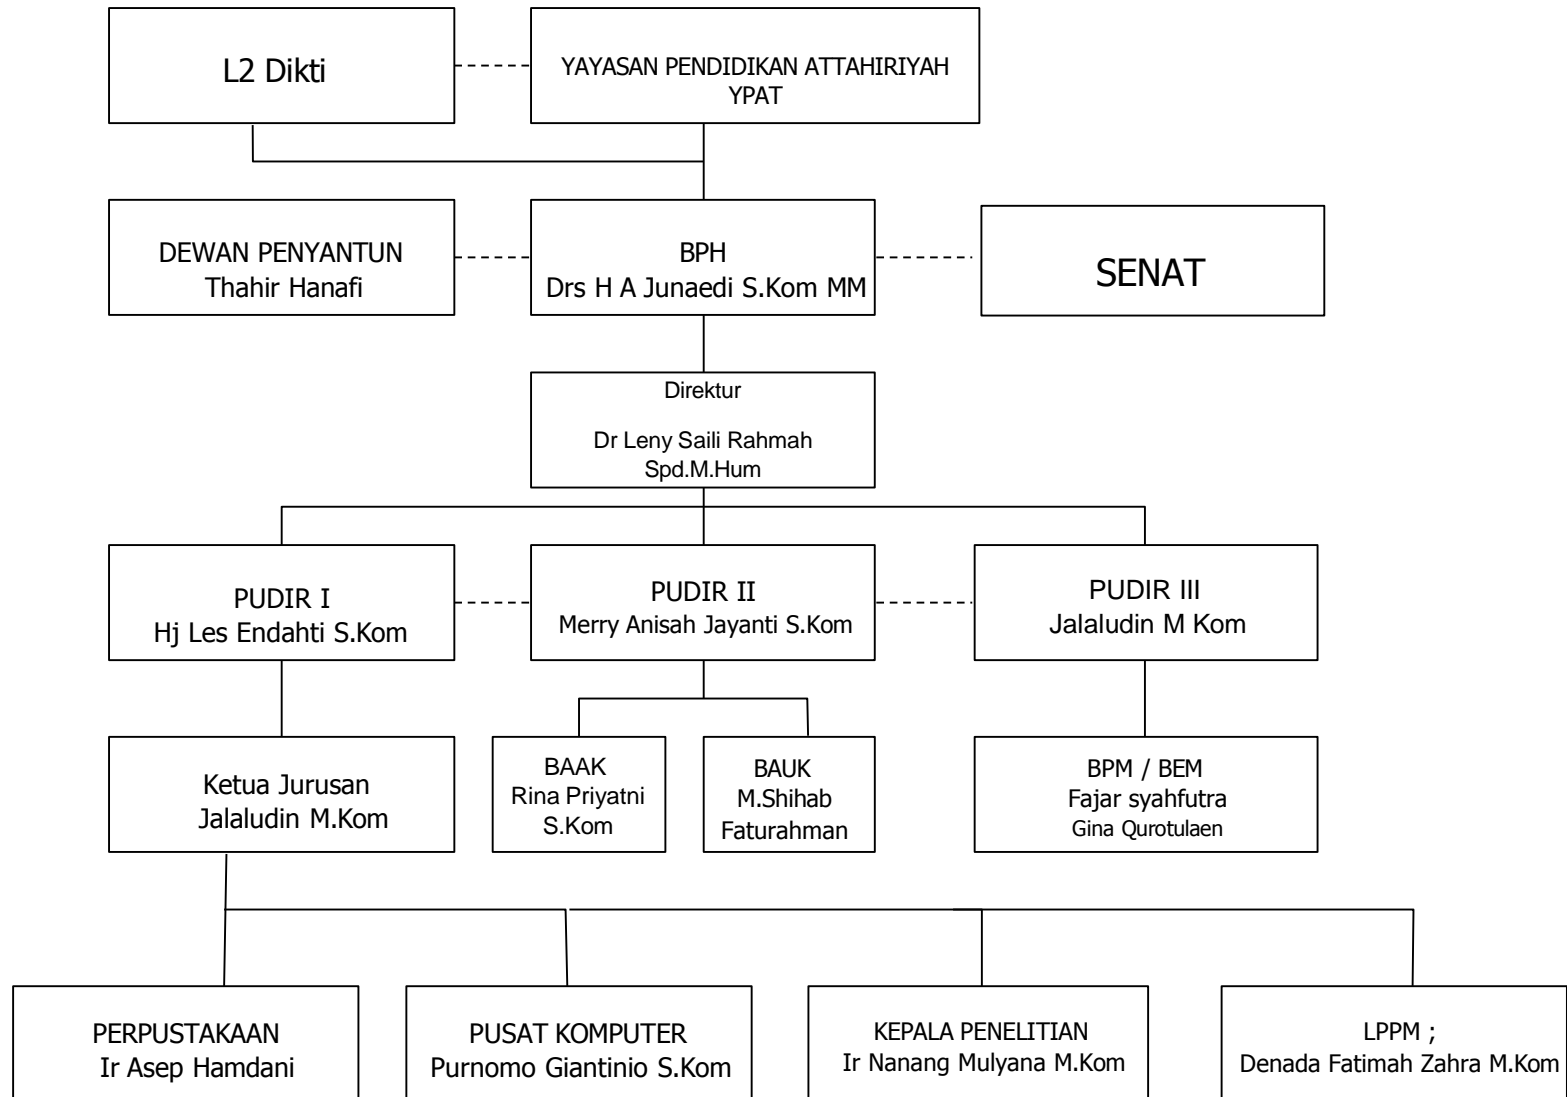 L2 Dikti
YAYASAN PENDIDIKAN ATTAHIRIYAH
YPAT
DEWAN PENYANTUN
Thahir Hanafi
BPH
Drs H A Junaedi S.Kom MM
SENAT
Direktur
Dr Leny Saili Rahmah
Spd.M.Hum
PUDIR I
Hj Les Endahti S.Kom
PUDIR II
Merry Anisah Jayanti S.Kom
PUDIR III
Jalaludin M Kom
Ketua Jurusan
Jalaludin M.Kom
BAAK
Rina Priyatni
S.Kom
BAUK
M.Shihab
Faturahman
BPM / BEM
Fajar syahfutra
Gina Qurotulaen
PERPUSTAKAAN
Ir Asep Hamdani
PUSAT KOMPUTER
Purnomo Giantinio S.Kom
KEPALA PENELITIAN
Ir Nanang Mulyana M.Kom
LPPM ;
Denada Fatimah Zahra M.Kom